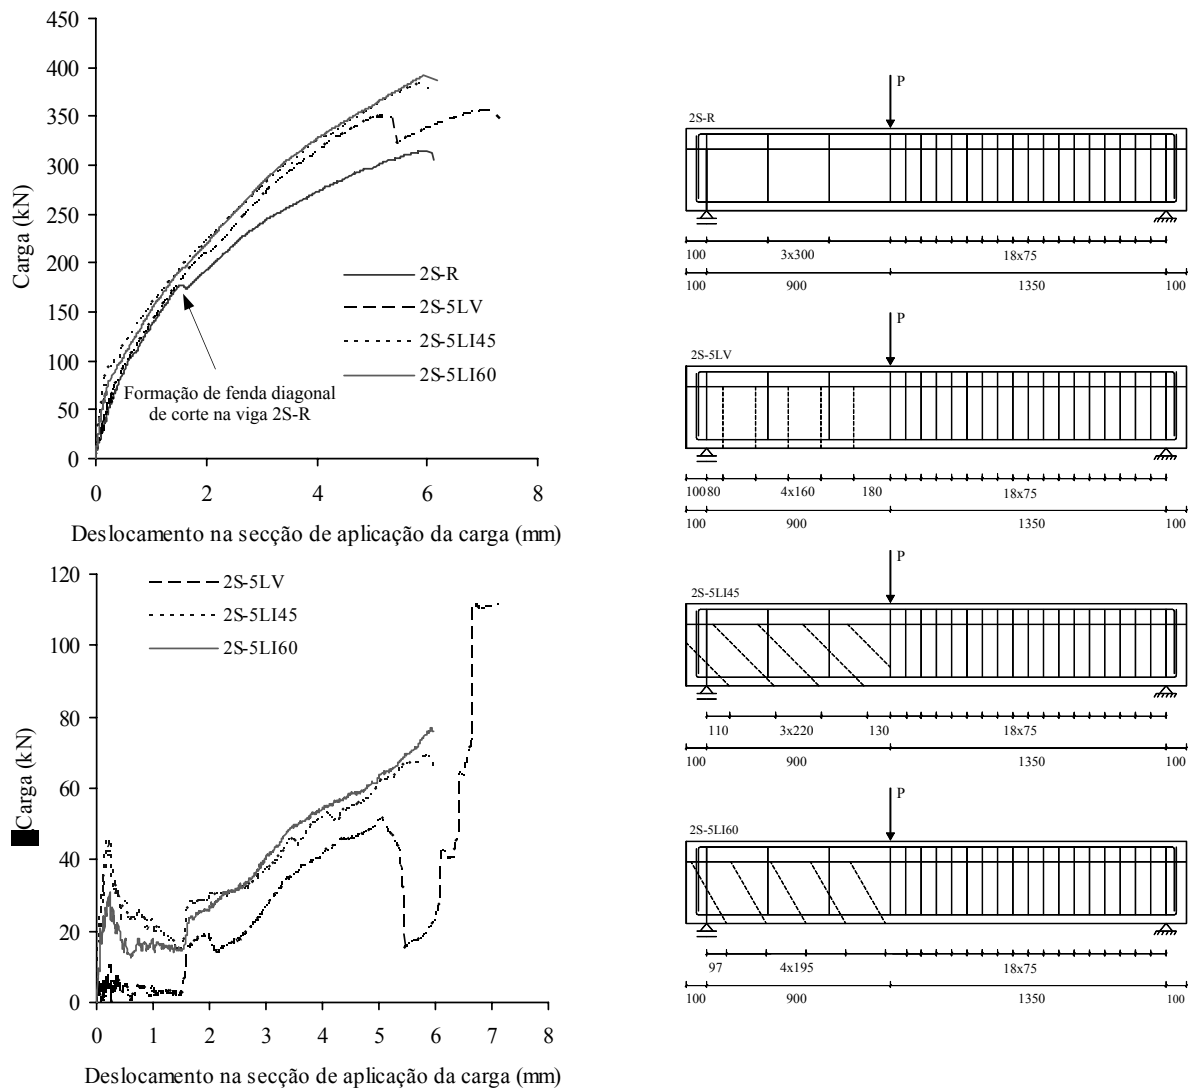 450
400
350
300
250
200
150
100
50
0
Carga (kN)
2S-R
2S-5LV
2S-5LI45
2S-5LI60
Formação de fenda diagonal
de corte na viga 2S-R
0 2 4 6 8
Deslocamento na secção de aplicação da carga (mm)
120
100
80
60
40
20
0
Carga (kN)
2S-5LV
2S-5LI45
2S-5LI60
0 1 2 3 4 5 6 7 8
Deslocamento na secção de aplicação da carga (mm)
P
2S-R
100 3x300 18x75
100 900 1350 100
P
2S-5LV
100 80 4x160 180 18x75
100 900 1350 100
P
2S-5LI45
110 3x220 130 18x75
100 900 1350 100
P
2S-5LI60
97 4x195 18x75
100 900 1350 100